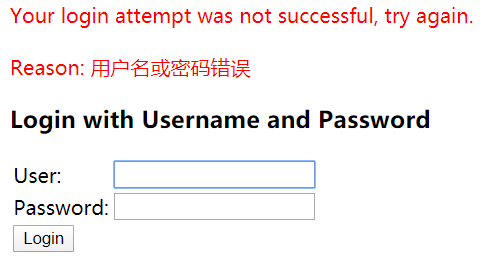 Your login attempt was not successful, try again.
Reason: 用户名或密码错误
Login with Username and Password
User:
Password:
Login